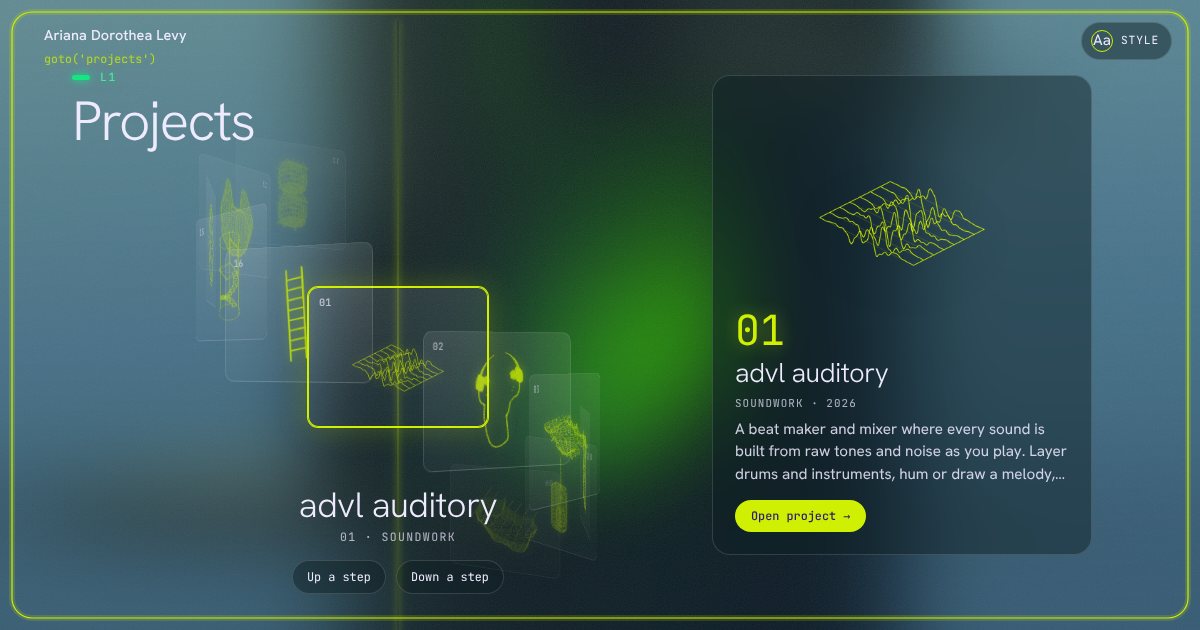 Ariana Dorothea Levy
goto('projects')
L1
Projects
Aa STYLE
16
01
02
advl auditory
01 · SOUNDWORK
Up a step
Down a step
01
advl auditory
SOUNDWORK · 2026
A beat maker and mixer where every sound is
built from raw tones and noise as you play. Layer
drums and instruments, hum or draw a melody,…
Open project →